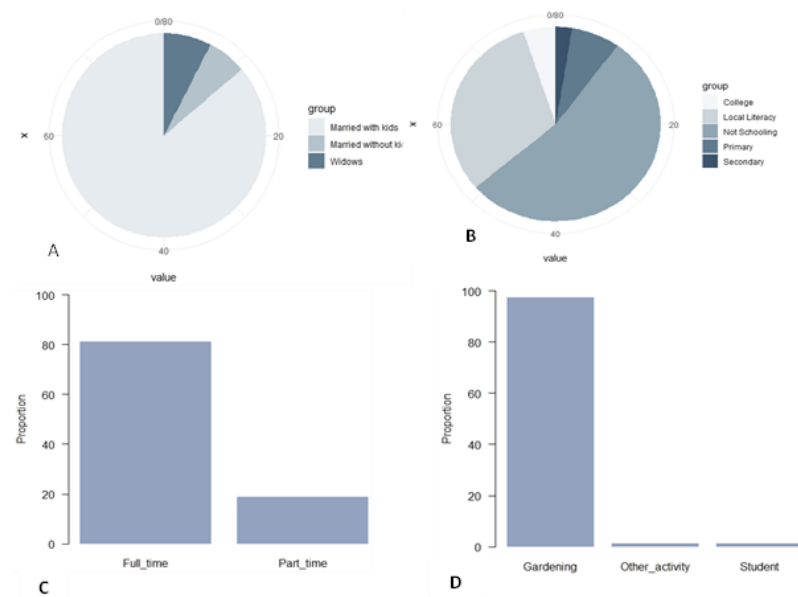 0/80
x
60
20
40
value
group
Married with kids
Married without ki
Widows
A
0/80
x
60
20
40
value
group
College
Local Literacy
Not Schooling
Primary
Secondary
B
100
80
60
40
20
0
Proportion
Full_time
Part_time
C
100
80
60
40
20
0
Proportion
Gardening
Other_activity
Student
D